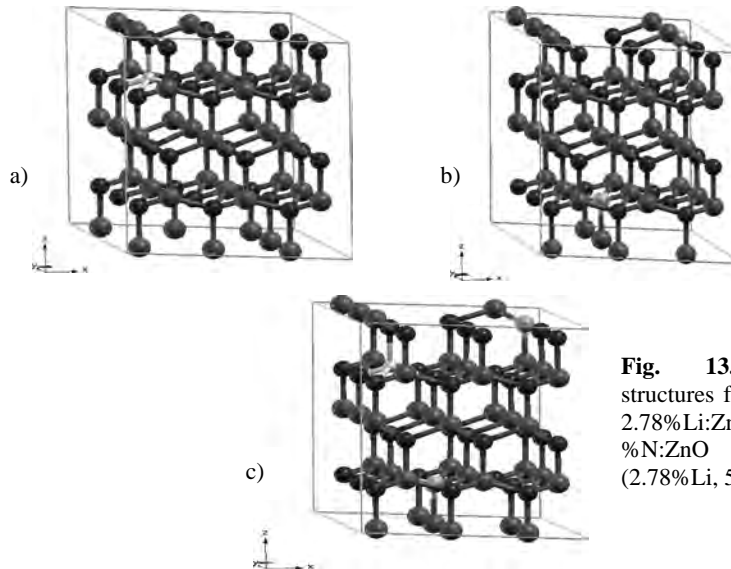 a)
z
y
x
b)
z
y
x
c)
z
y
x
Fig. 13.
structures f
2.78%Li:Zn
%N:ZnO
(2.78%Li, 5